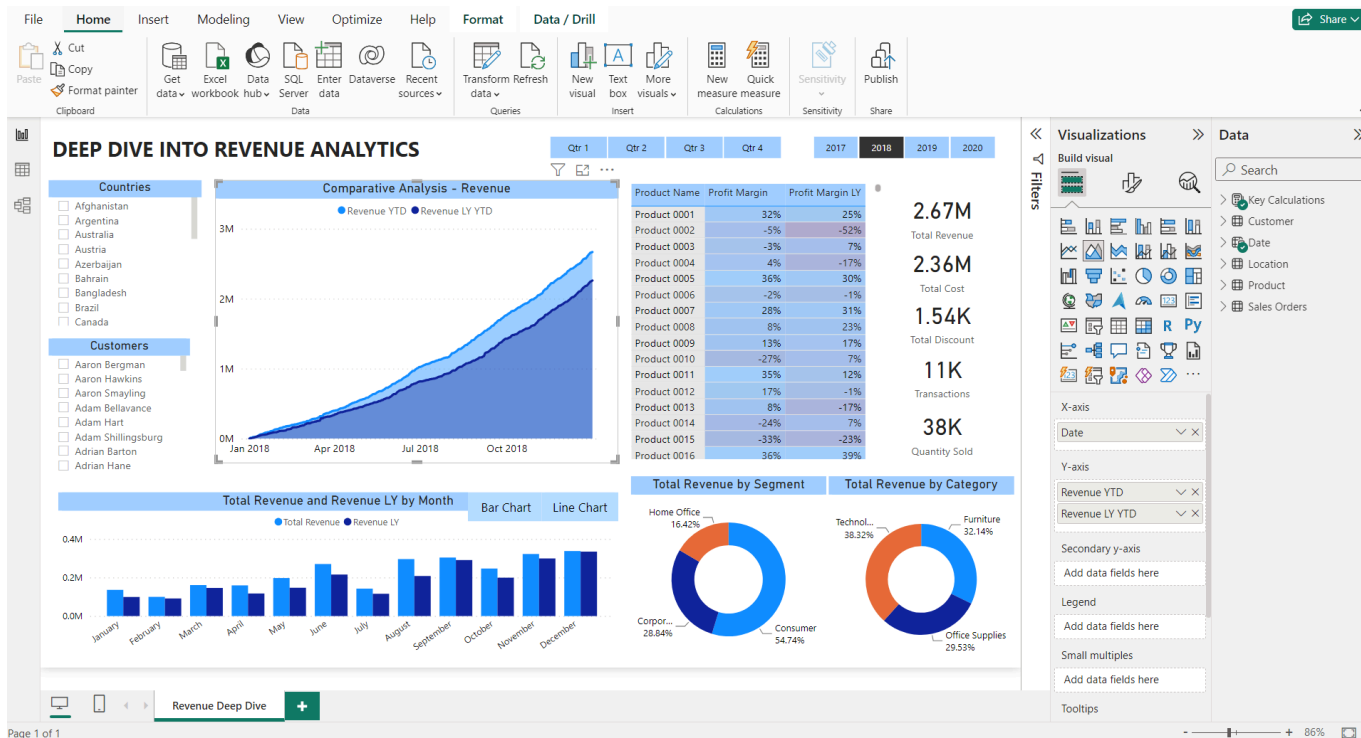 File Home Insert Modeling View Optimize Help Format Data / Drill Share
Paste
Cut
Copy
Format painter
Clipboard
Get data
Excel workbook
Data hub
SQL Server
Enter data
Dataverse
Recent sources
Data
Transform data
Refresh
Queries
New visual
Text box
A
More visuals
Insert
New measure
Quick measure
Calculations
Sensitivity
Sensitivity
Publish
Share
DEEP DIVE INTO REVENUE ANALYTICS
Qtr 1 Qtr 2 Qtr 3 Qtr 4
2017 2018 2019 2020
Countries
Afghanistan
Argentina
Australia
Austria
Azerbaijan
Bahrain
Bangladesh
Brazil
Canada
Customers
Aaron Bergman
Aaron Hawkins
Aaron Smayling
Adam Bellavance
Adam Hart
Adam Shillingsburg
Adrian Barton
Adrian Hane
Comparative Analysis - Revenue
Revenue YTD Revenue LY YTD
3M
2M
1M
0M
Jan 2018 Apr 2018 Jul 2018 Oct 2018
Product Name Profit Margin Profit Margin LY
Product 0001 32% 25%
Product 0002 -5% -52%
Product 0003 -3% 7%
Product 0004 4% -17%
Product 0005 36% 30%
Product 0006 -2% -1%
Product 0007 28% 31%
Product 0008 8% 23%
Product 0009 13% 17%
Product 0010 -27% 7%
Product 0011 35% 12%
Product 0012 17% -1%
Product 0013 8% -17%
Product 0014 -24% 7%
Product 0015 -33% -23%
Product 0016 36% 39%
2.67M
Total Revenue
2.36M
Total Cost
1.54K
Total Discount
11K
Transactions
38K
Quantity Sold
Total Revenue and Revenue LY by Month
Bar Chart Line Chart
Total Revenue Revenue LY
0.4M
0.2M
0.0M
January February March April May June July August September October November December
Total Revenue by Segment
Home Office
16.42%
Corpor...
28.84%
Consumer
54.74%
Total Revenue by Category
Technol...
38.32%
Furniture
32.14%
Office Supplies
29.53%
Filters
Visualizations
Build visual
123
R Py
123
X-axis
Date
Y-axis
Revenue YTD
Revenue LY YTD
Secondary y-axis
Add data fields here
Legend
Add data fields here
Small multiples
Add data fields here
Tooltips
Data
Search
Key Calculations
Customer
Date
Location
Product
Sales Orders
Revenue Deep Dive
Page 1 of 1
86%